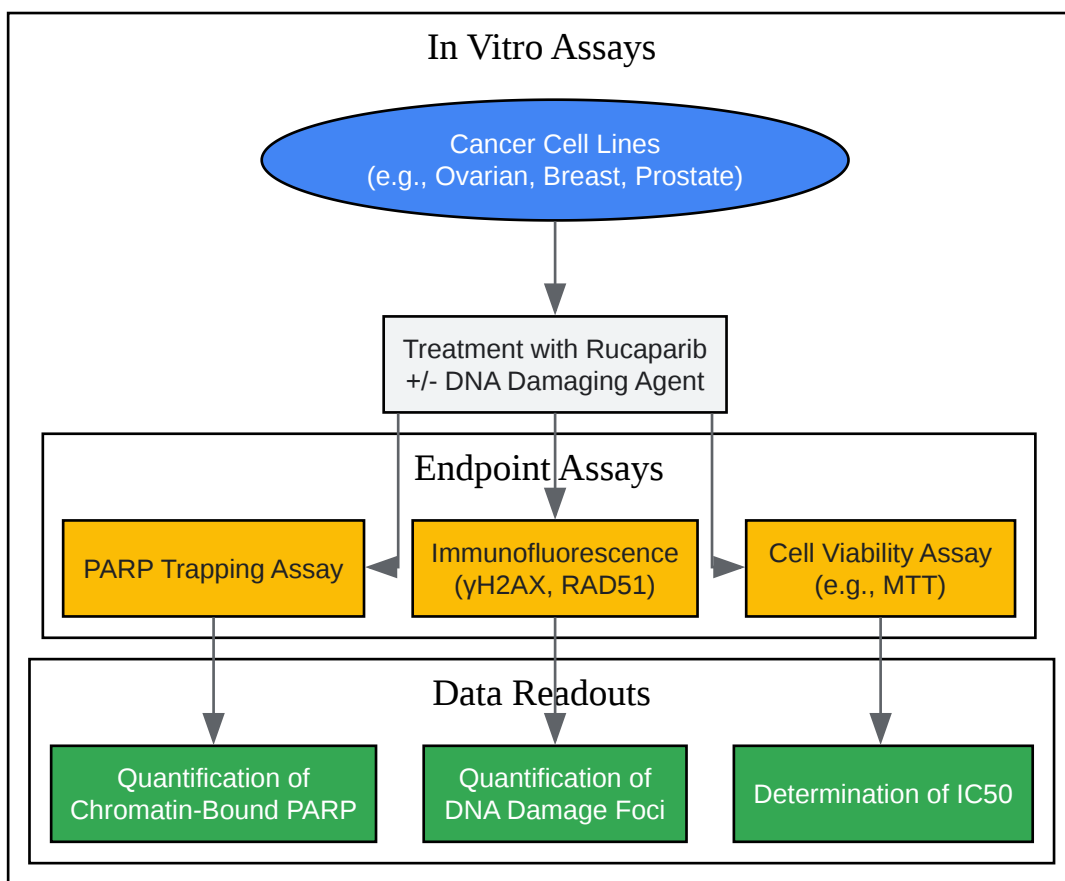 In Vitro Assays
Cancer Cell Lines
(e.g., Ovarian, Breast, Prostate)
Treatment with Rucaparib
+/- DNA Damaging Agent
Endpoint Assays
PARP Trapping Assay
Immunofluorescence
(γH2AX, RAD51)
Cell Viability Assay
(e.g., MTT)
Data Readouts
Quantification of
Chromatin-Bound PARP
Quantification of
DNA Damage Foci
Determination of IC50